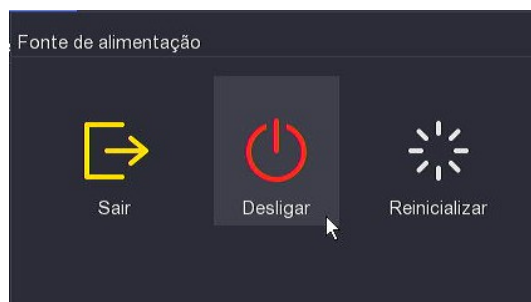 Fonte de alimentação
Sair
Desligar
Reinicializar